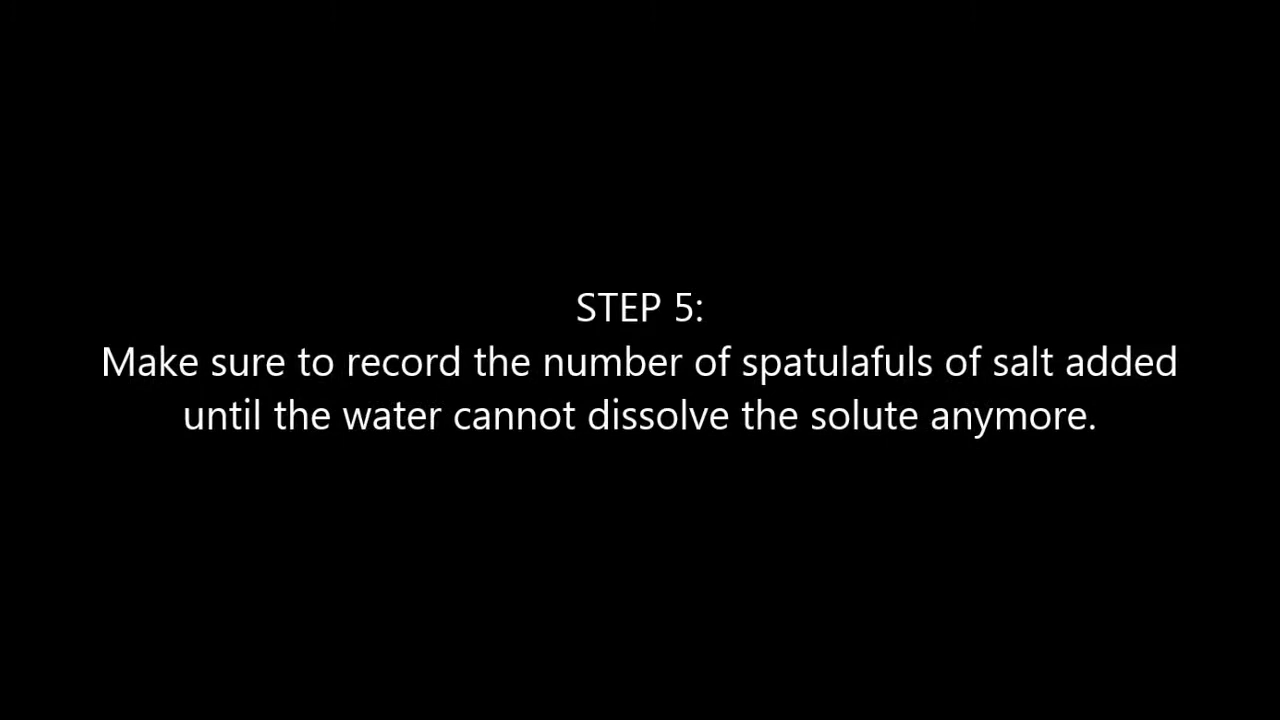 STEP 5:
Make sure to record the number of spatulafuls of salt added
until the water cannot dissolve the solute anymore.